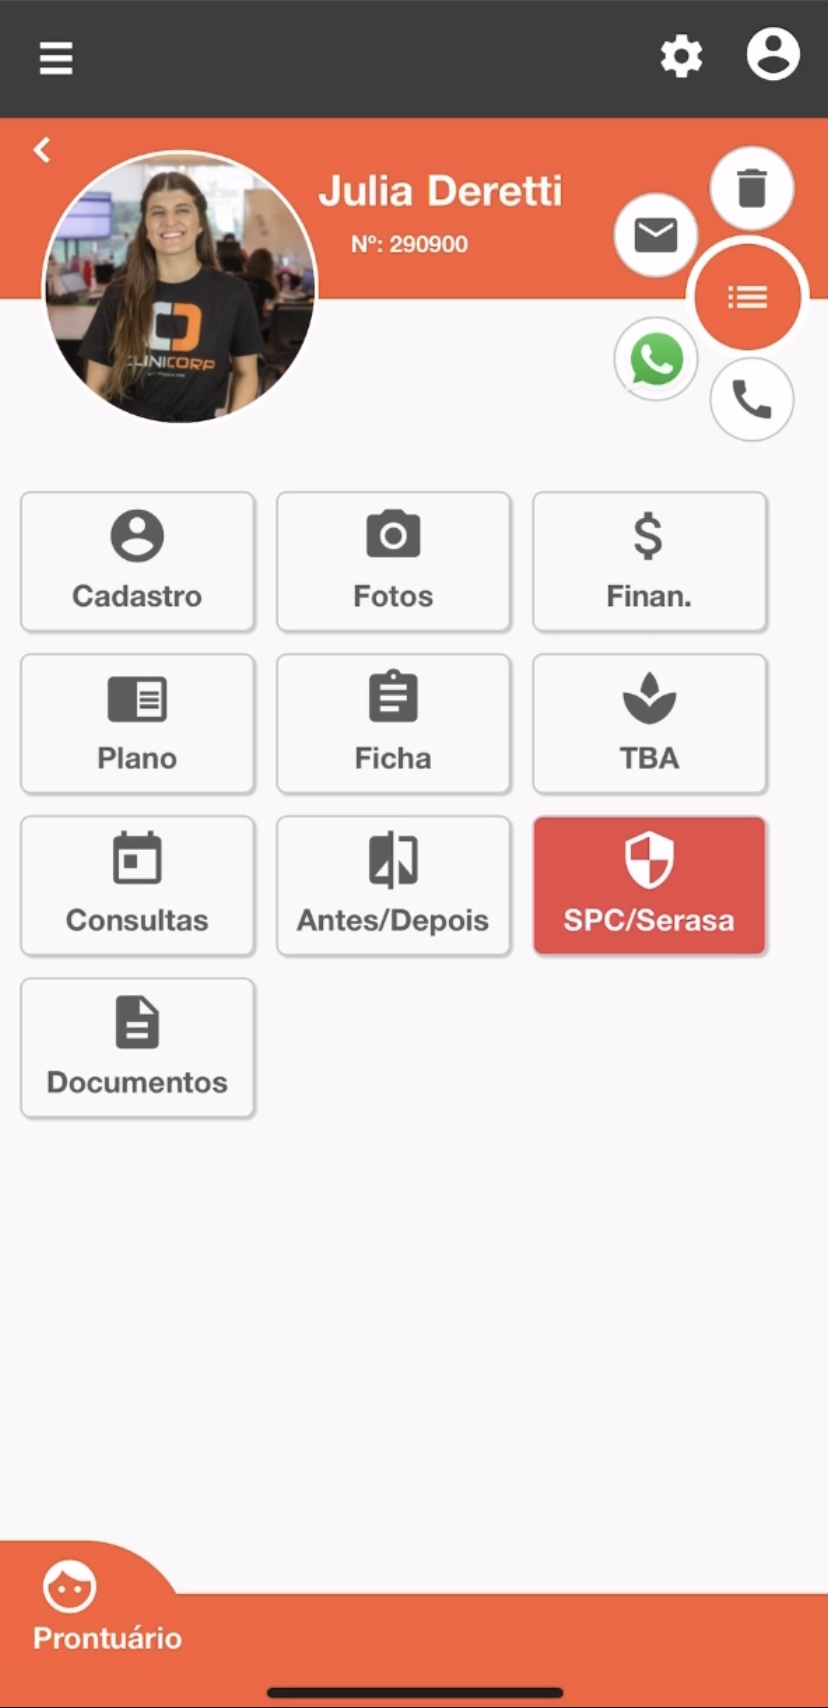 Julia Deretti
Nº: 290900
CLINICORP
Cadastro
Fotos
Finan.
Plano
Ficha
TBA
Consultas
Antes/Depois
SPC/Serasa
Documentos
Prontuário